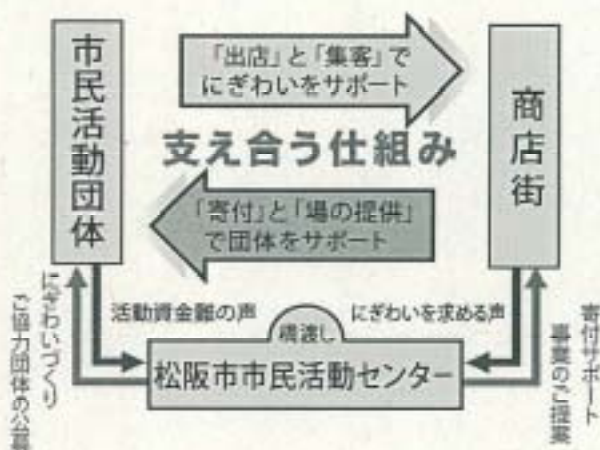 市民活動団体
「出店」と「集客」で
にぎわいをサポート
商店街
支え合う仕組み
「寄付」と「場の提供」
で団体をサポート
にぎわいづくり
ご協力団体の公募
活動資金難の声
橋渡し
にぎわいを求める声
寄付サポート
事業のご提案
松阪市市民活動センター